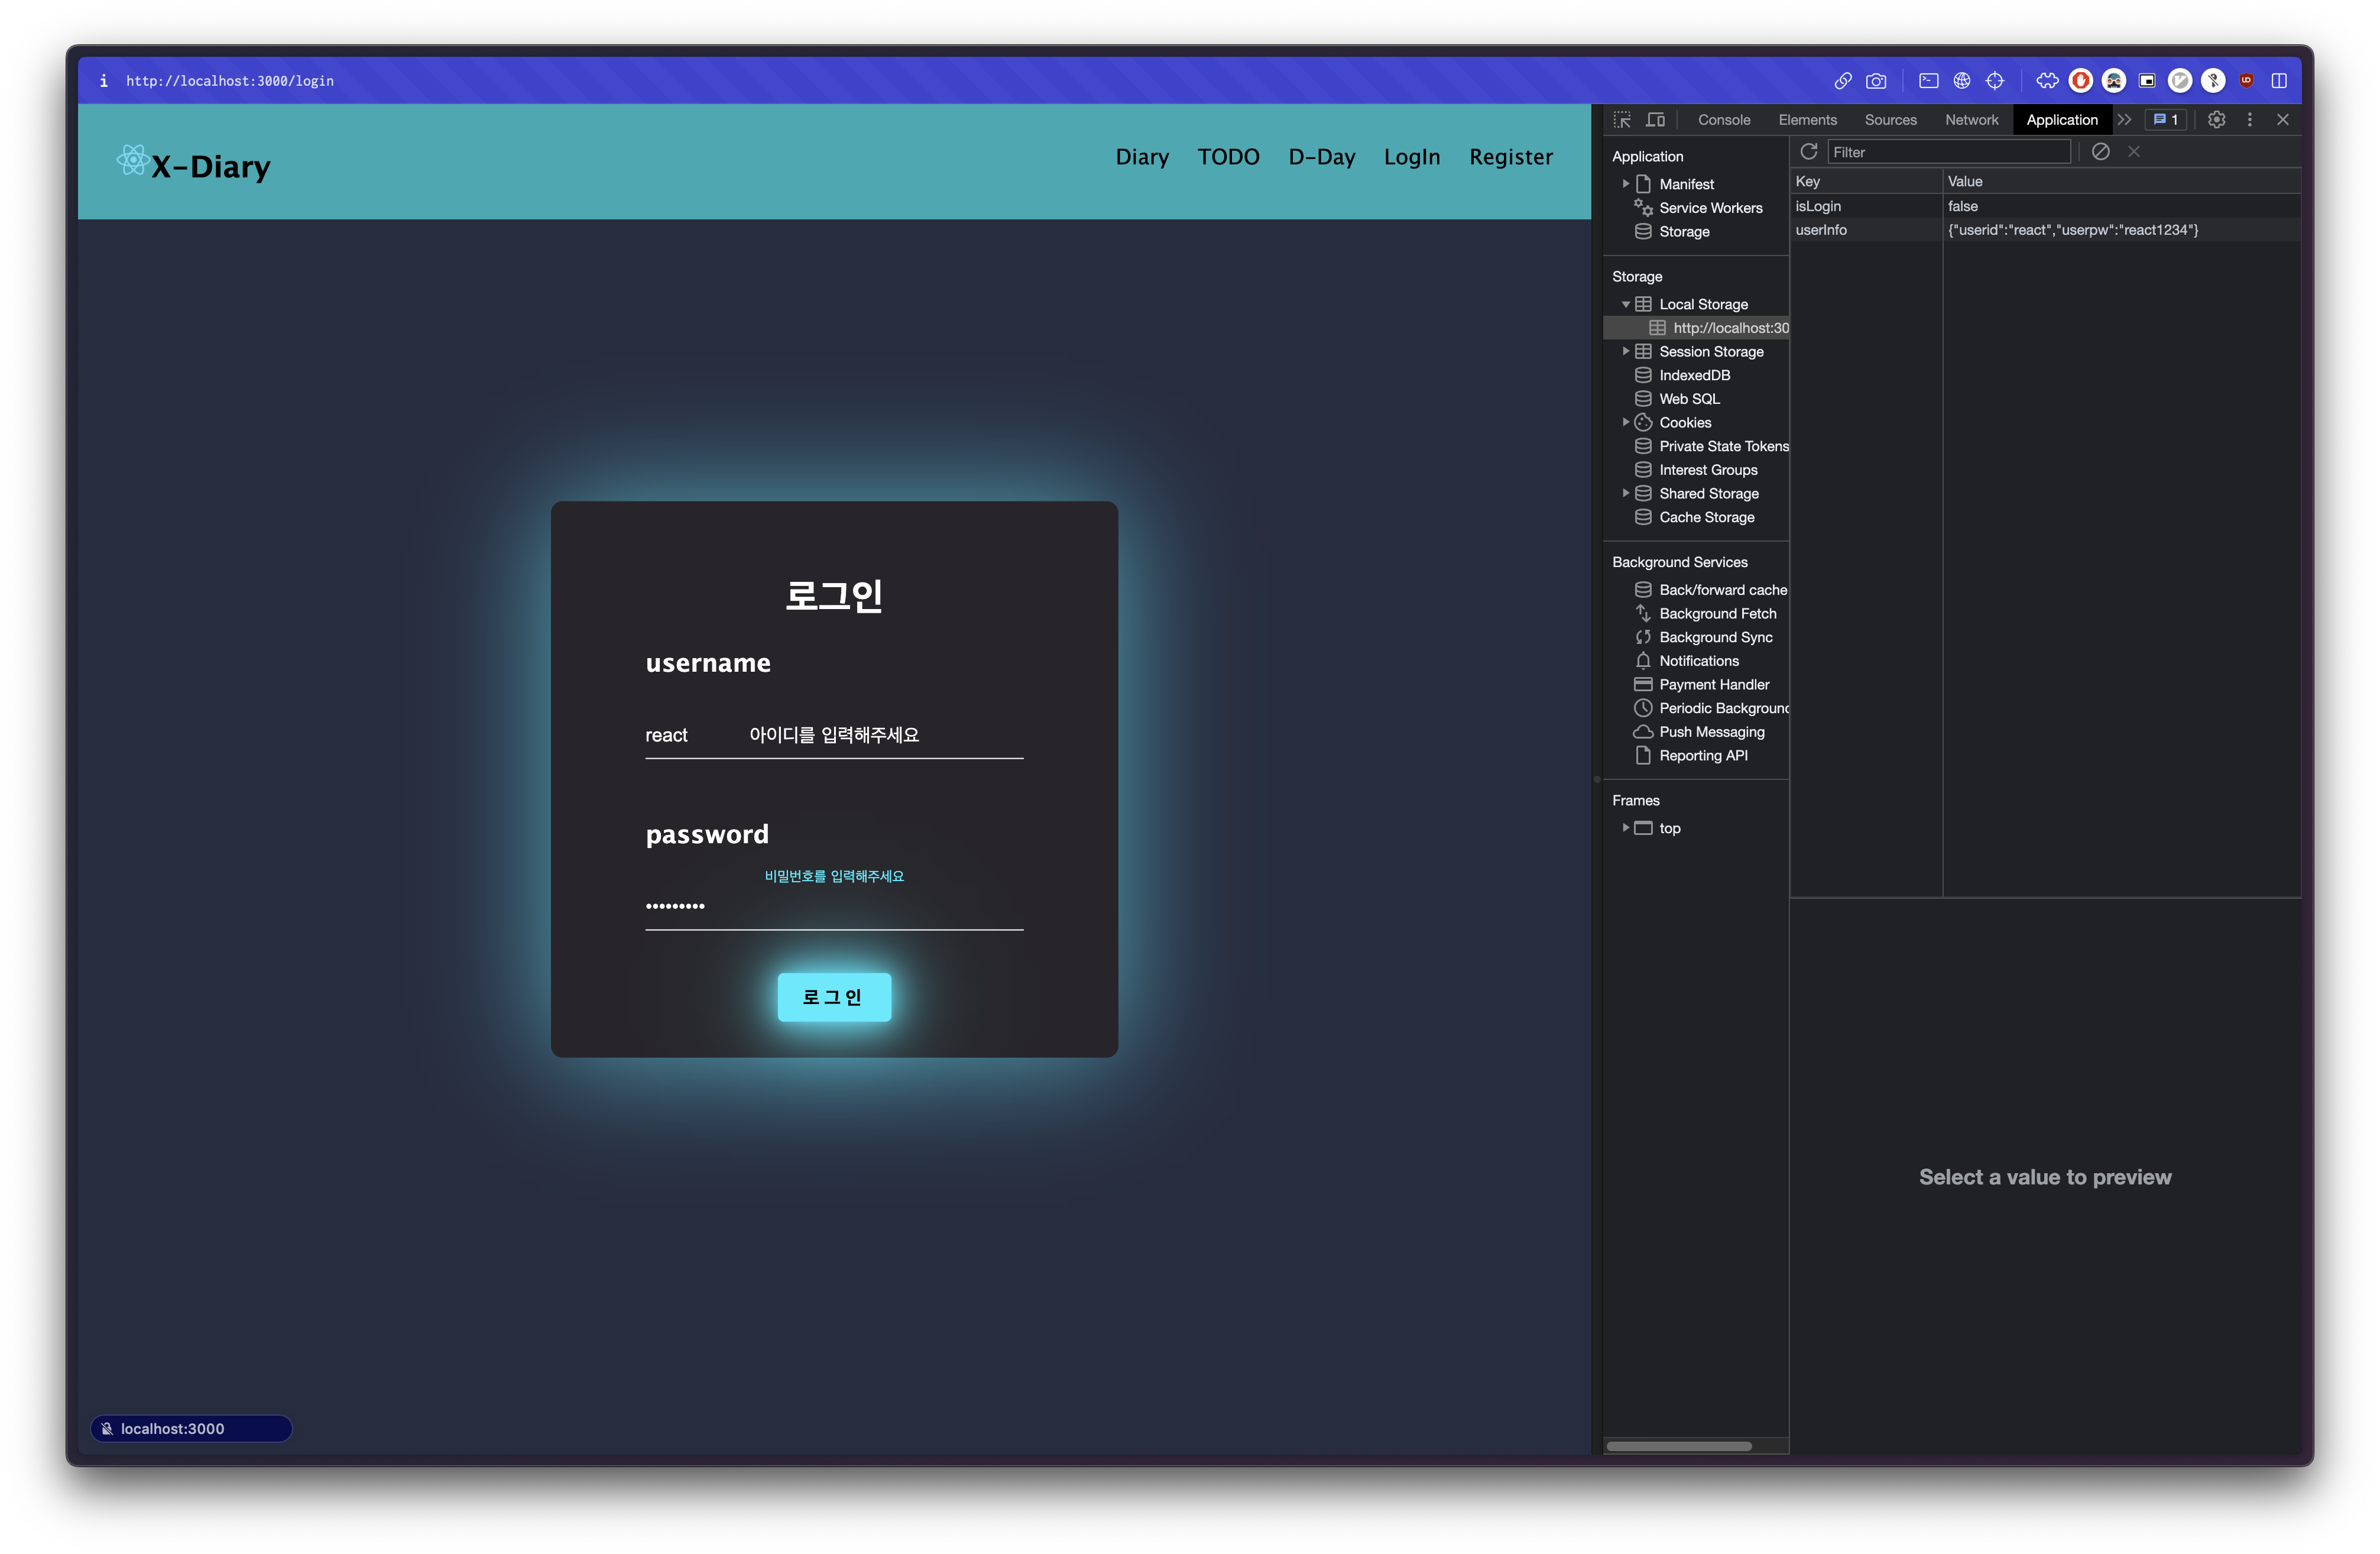 i http://localhost:3000/login
X-Diary
Diary TODO D-Day LogIn Register
로그인
username
react 아이디를 입력해주세요
password
비밀번호를 입력해주세요
•••••••••
로그인
localhost:3000
Console Elements Sources Network Application 1
Application
Manifest
Service Workers
Storage
Storage
Local Storage
http://localhost:30
Session Storage
IndexedDB
Web SQL
Cookies
Private State Tokens
Interest Groups
Shared Storage
Cache Storage
Background Services
Back/forward cache
Background Fetch
Background Sync
Notifications
Payment Handler
Periodic Background
Push Messaging
Reporting API
Frames
top
Filter
Key Value
isLogin false
userInfo {"userid":"react","userpw":"react1234"}
Select a value to preview